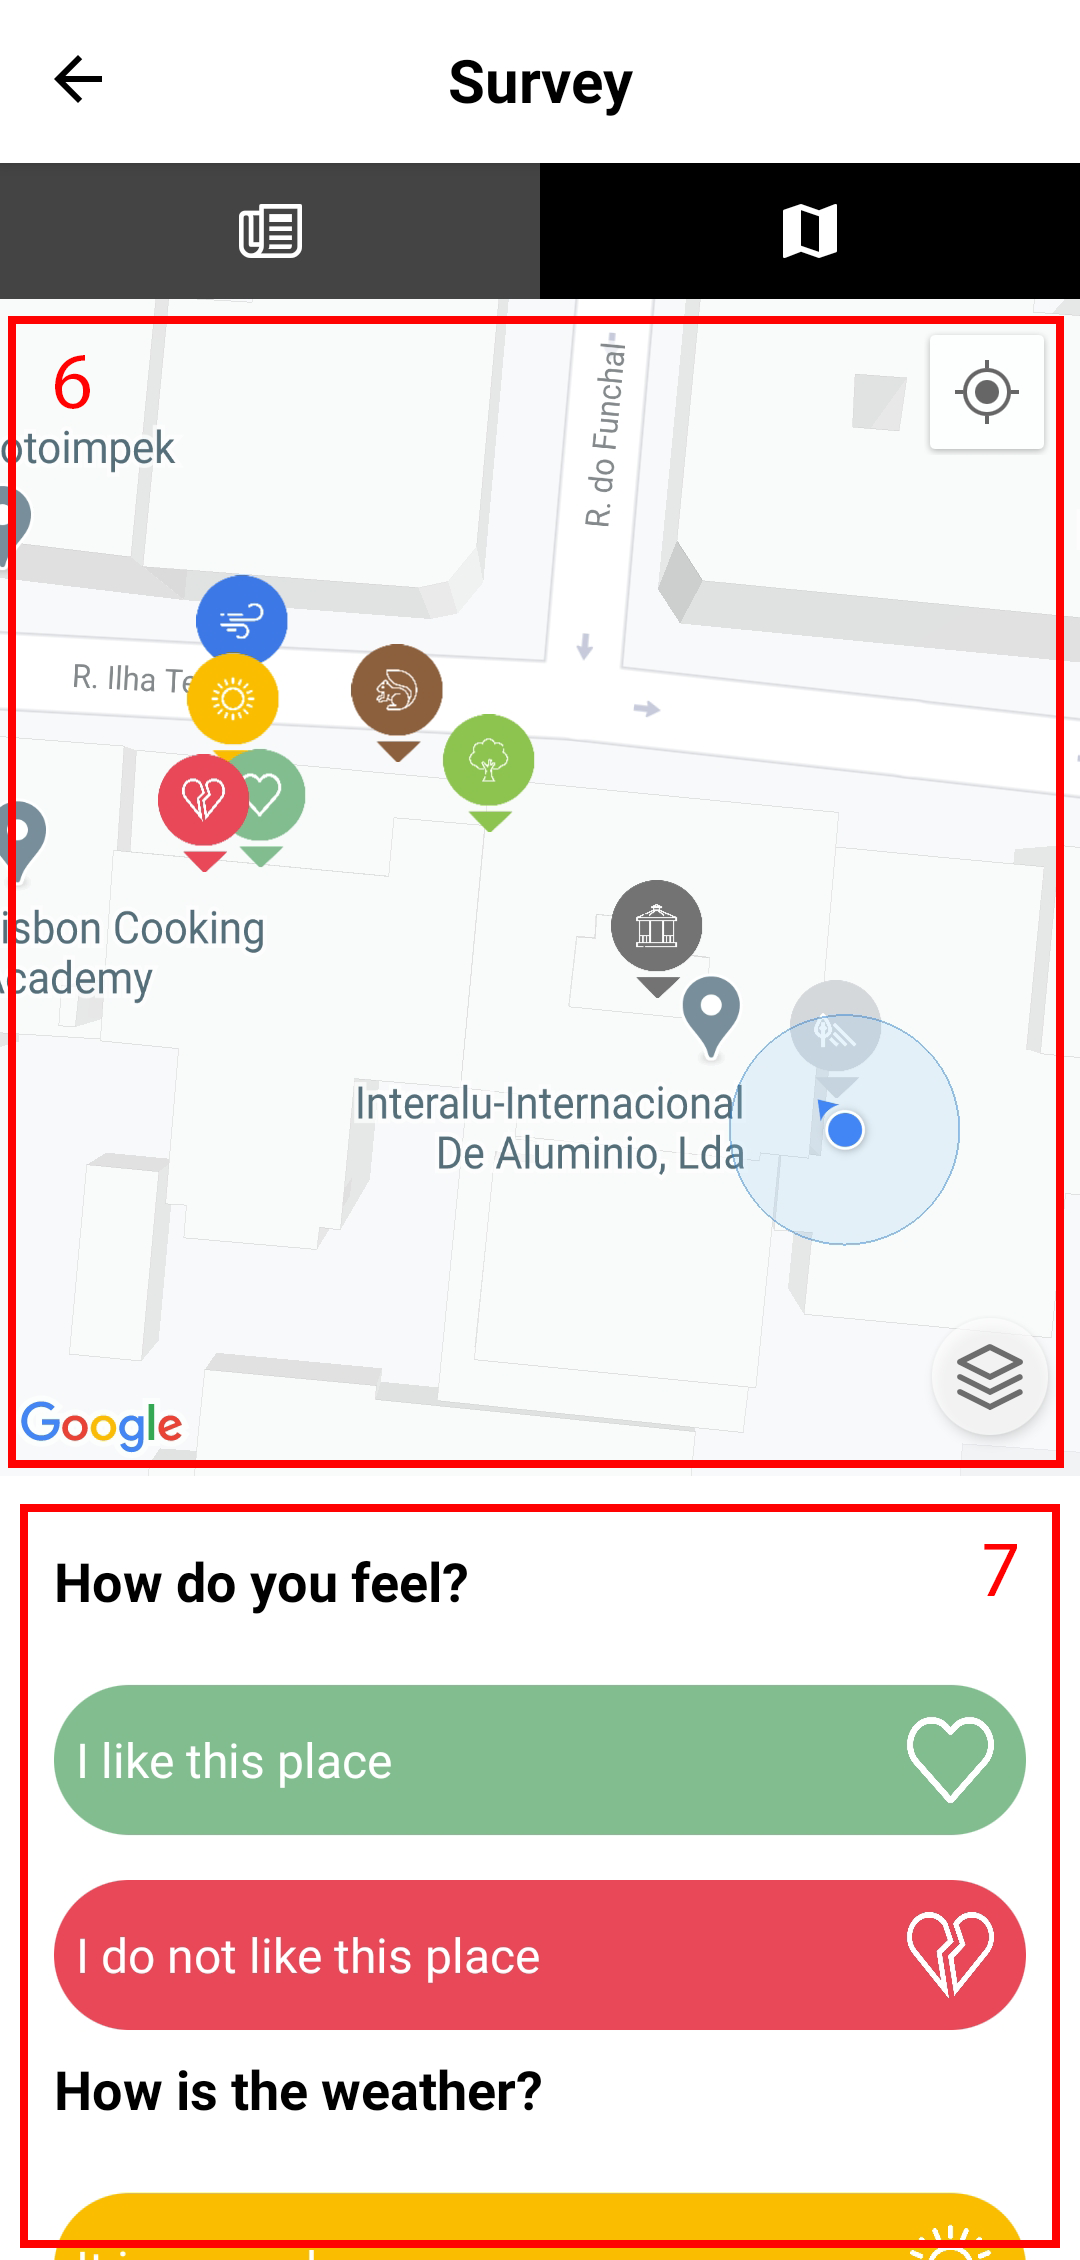 Survey
6
otoimpek
R. do Funchal
R. Ilha Te
isbon Cooking
cademy
Interalu-Internacional
De Aluminio, Lda
Google
7
How do you feel?
I like this place
I do not like this place
How is the weather?